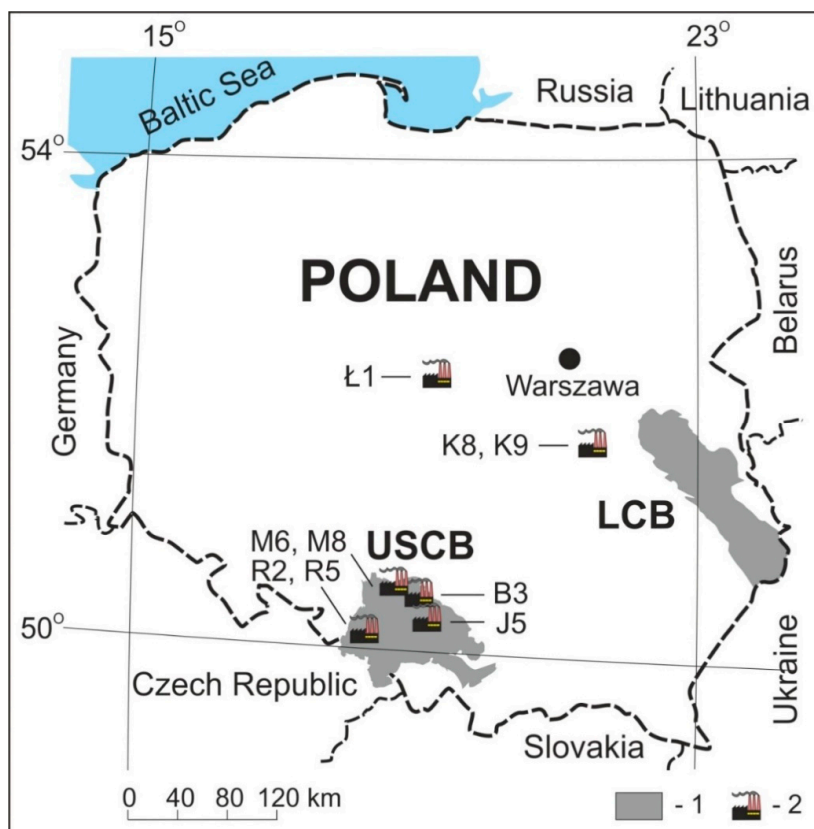 15°
23°
Baltic Sea
Russia
Lithuania
54°
POLAND
Belarus
Germany
Ł1
Warszawa
K8, K9
LCB
M6, M8
USCB
R2, R5
B3
J5
50°
Ukraine
Czech Republic
Slovakia
0 40 80 120 km
- 1
- 2